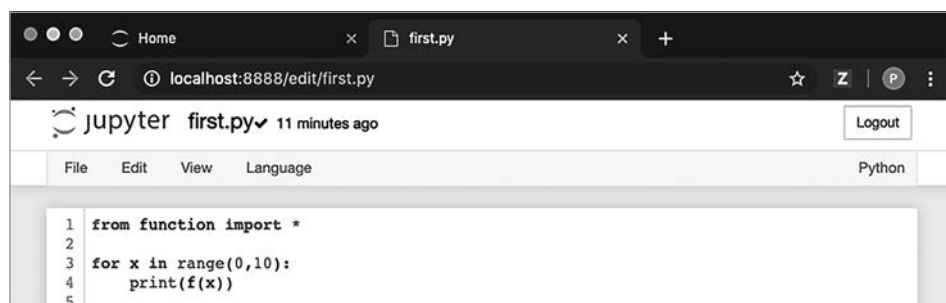 Home × first.py × +
localhost:8888/edit/first.py Z P
jupyter first.py✔ 11 minutes ago Logout
File Edit View Language Python
1 from function import *
2
3 for x in range(0,10):
4     print(f(x))
5